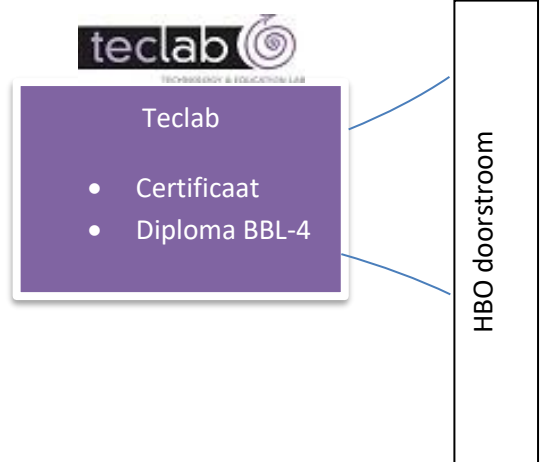 teclab
TECHNOLOGY & EDUCATION LAB
Teclab
• Certificaat
• Diploma BBL-4
HBO doorstroom